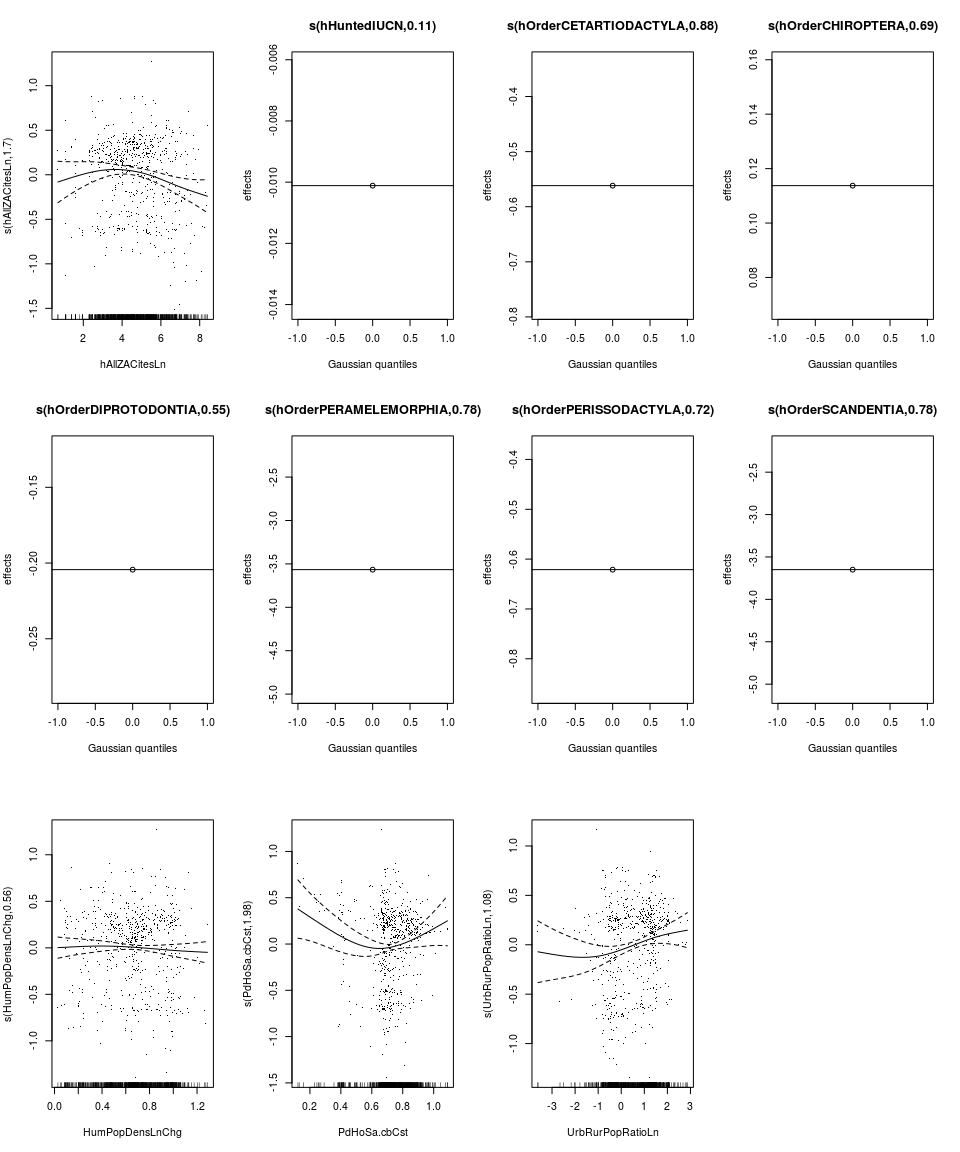 s(hHuntedIUCN,0.11)
s(hOrderCETARTIODACTYLA,0.88)
s(hOrderCHIROPTERA,0.69)
s(hAllZACitesLn,1.7)
1.0
0.5
0.0
-0.5
-1.0
-1.5
2 4 6 8
hAllZACitesLn
effects
-0.006
-0.008
-0.010
-0.012
-0.014
-1.0 -0.5 0.0 0.5 1.0
Gaussian quantiles
effects
-0.4
-0.5
-0.6
-0.7
-0.8
-1.0 -0.5 0.0 0.5 1.0
Gaussian quantiles
effects
0.16
0.14
0.12
0.10
0.08
-1.0 -0.5 0.0 0.5 1.0
Gaussian quantiles
s(hOrderDIPROTODONTIA,0.55)
s(hOrderPERAMELEMORPHIA,0.78)
s(hOrderPERISSODACTYLA,0.72)
s(hOrderSCANDENTIA,0.78)
effects
-0.15
-0.20
-0.25
-1.0 -0.5 0.0 0.5 1.0
Gaussian quantiles
effects
-2.5
-3.0
-3.5
-4.0
-4.5
-5.0
-1.0 -0.5 0.0 0.5 1.0
Gaussian quantiles
effects
-0.4
-0.5
-0.6
-0.7
-0.8
-1.0 -0.5 0.0 0.5 1.0
Gaussian quantiles
effects
-2.5
-3.0
-3.5
-4.0
-4.5
-5.0
-1.0 -0.5 0.0 0.5 1.0
Gaussian quantiles
s(HumPopDensLnChg,0.56)
1.0
0.5
0.0
-0.5
-1.0
0.0 0.4 0.8 1.2
HumPopDensLnChg
s(PdHoSa.cbCst,1.98)
1.0
0.5
0.0
-0.5
-1.0
-1.5
0.2 0.4 0.6 0.8 1.0
PdHoSa.cbCst
s(UrbRurPopRatioLn,1.08)
1.0
0.5
0.0
-0.5
-1.0
-3 -2 -1 0 1 2 3
UrbRurPopRatioLn